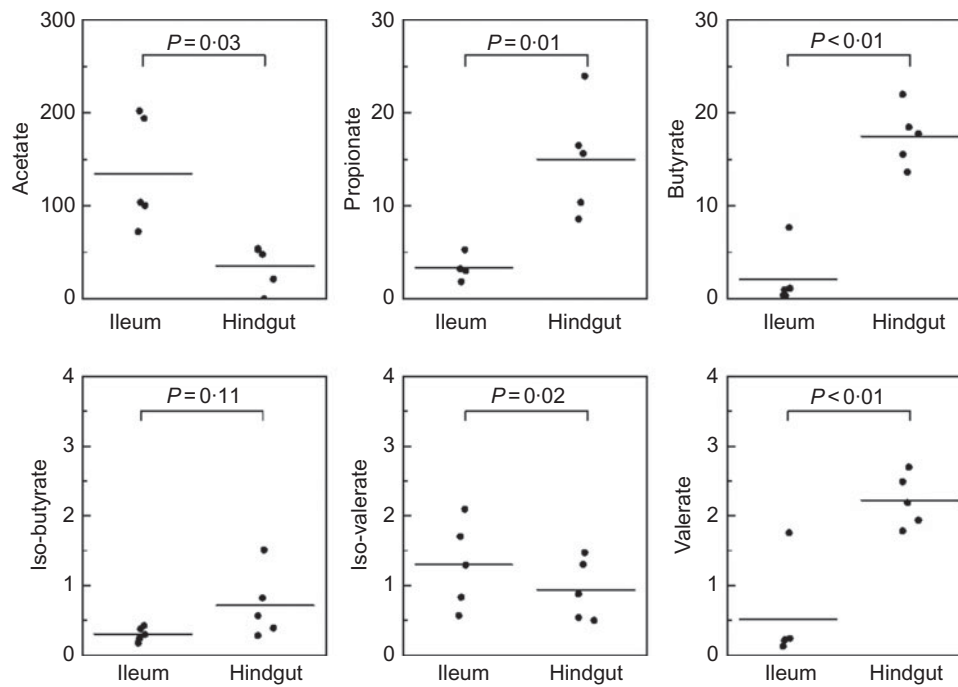 Acetate
300
200
100
0
P = 0·03
Ileum Hindgut
Propionate
30
20
10
0
P = 0·01
Ileum Hindgut
Butyrate
30
20
10
0
P < 0·01
Ileum Hindgut
Iso-butyrate
4
3
2
1
0
P = 0·11
Ileum Hindgut
Iso-valerate
4
3
2
1
0
P = 0·02
Ileum Hindgut
Valerate
4
3
2
1
0
P < 0·01
Ileum Hindgut